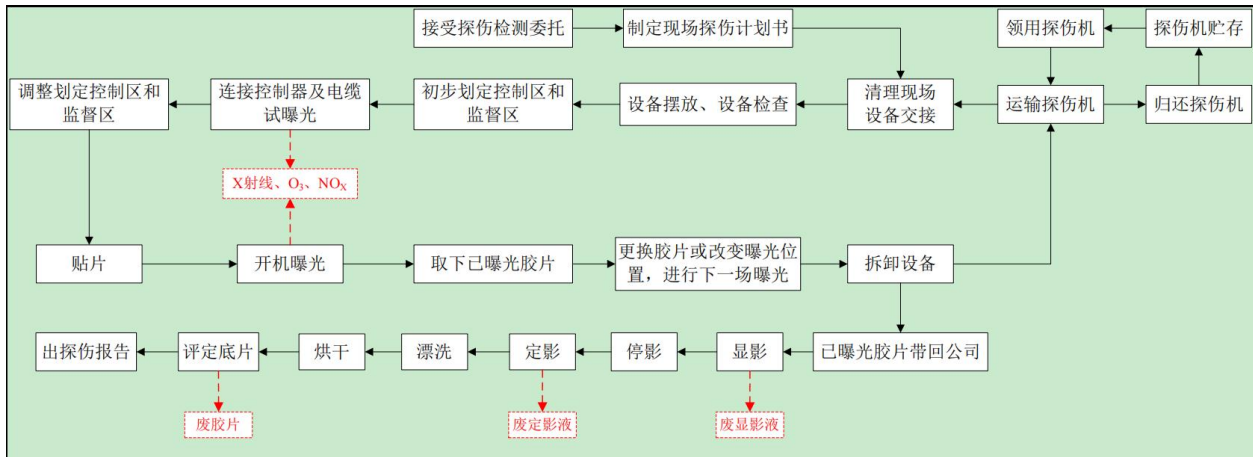 接受探伤检测委托
制定现场探伤计划书
领用探伤机
探伤机贮存
调整划定控制区和
监督区
连接控制器及电缆
试曝光
初步划定控制区和
监督区
设备摆放、设备检查
清理现场
设备交接
运输探伤机
归还探伤机
X射线、O₃、NOₓ
贴片
开机曝光
取下已曝光胶片
更换胶片或改变曝光位
置，进行下一场曝光
拆卸设备
出探伤报告
评定底片
烘干
漂洗
定影
停影
显影
已曝光胶片带回公司
废胶片
废定影液
废显影液